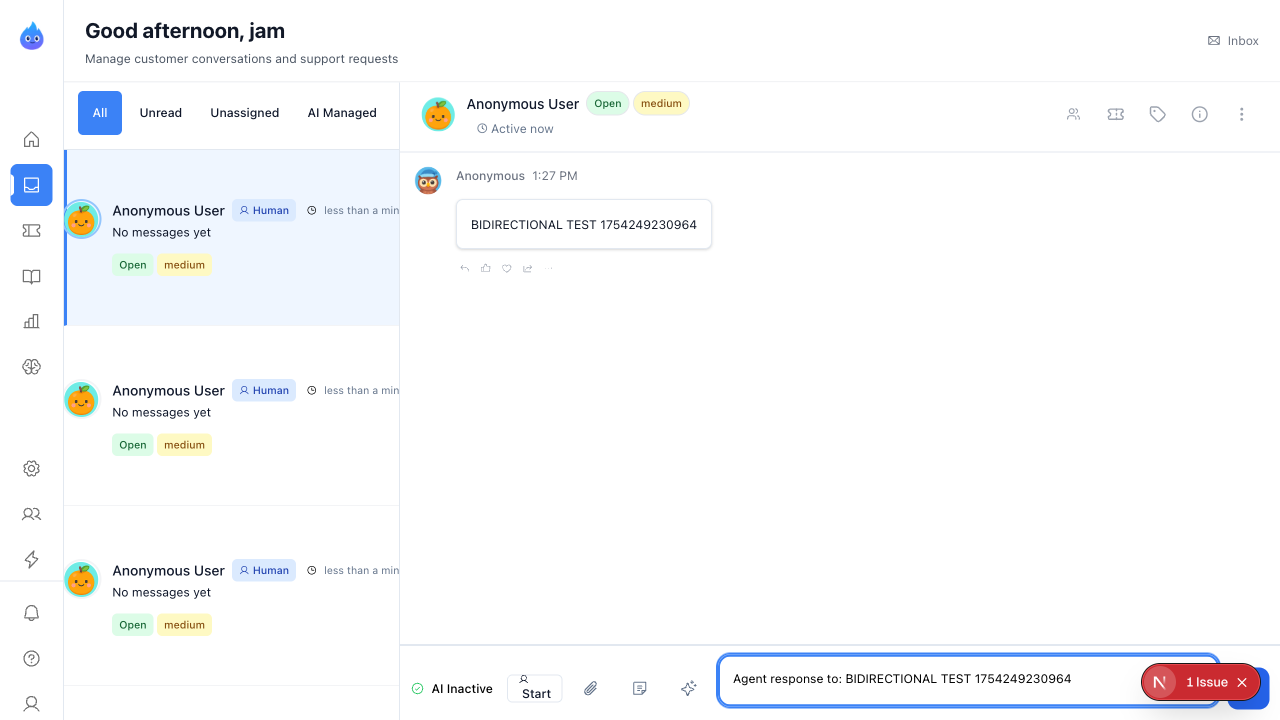 Good afternoon, jam
Manage customer conversations and support requests
Inbox
All
Unread
Unassigned
AI Managed
Anonymous User
Human
less than a min
No messages yet
Open
medium
Anonymous User
Human
less than a min
No messages yet
Open
medium
Anonymous User
Human
less than a min
No messages yet
Open
medium
Anonymous User
Open
medium
Active now
Anonymous
1:27 PM
BIDIRECTIONAL TEST 1754249230964
AI Inactive
Start
Agent response to: BIDIRECTIONAL TEST 1754249230964
N
1 Issue